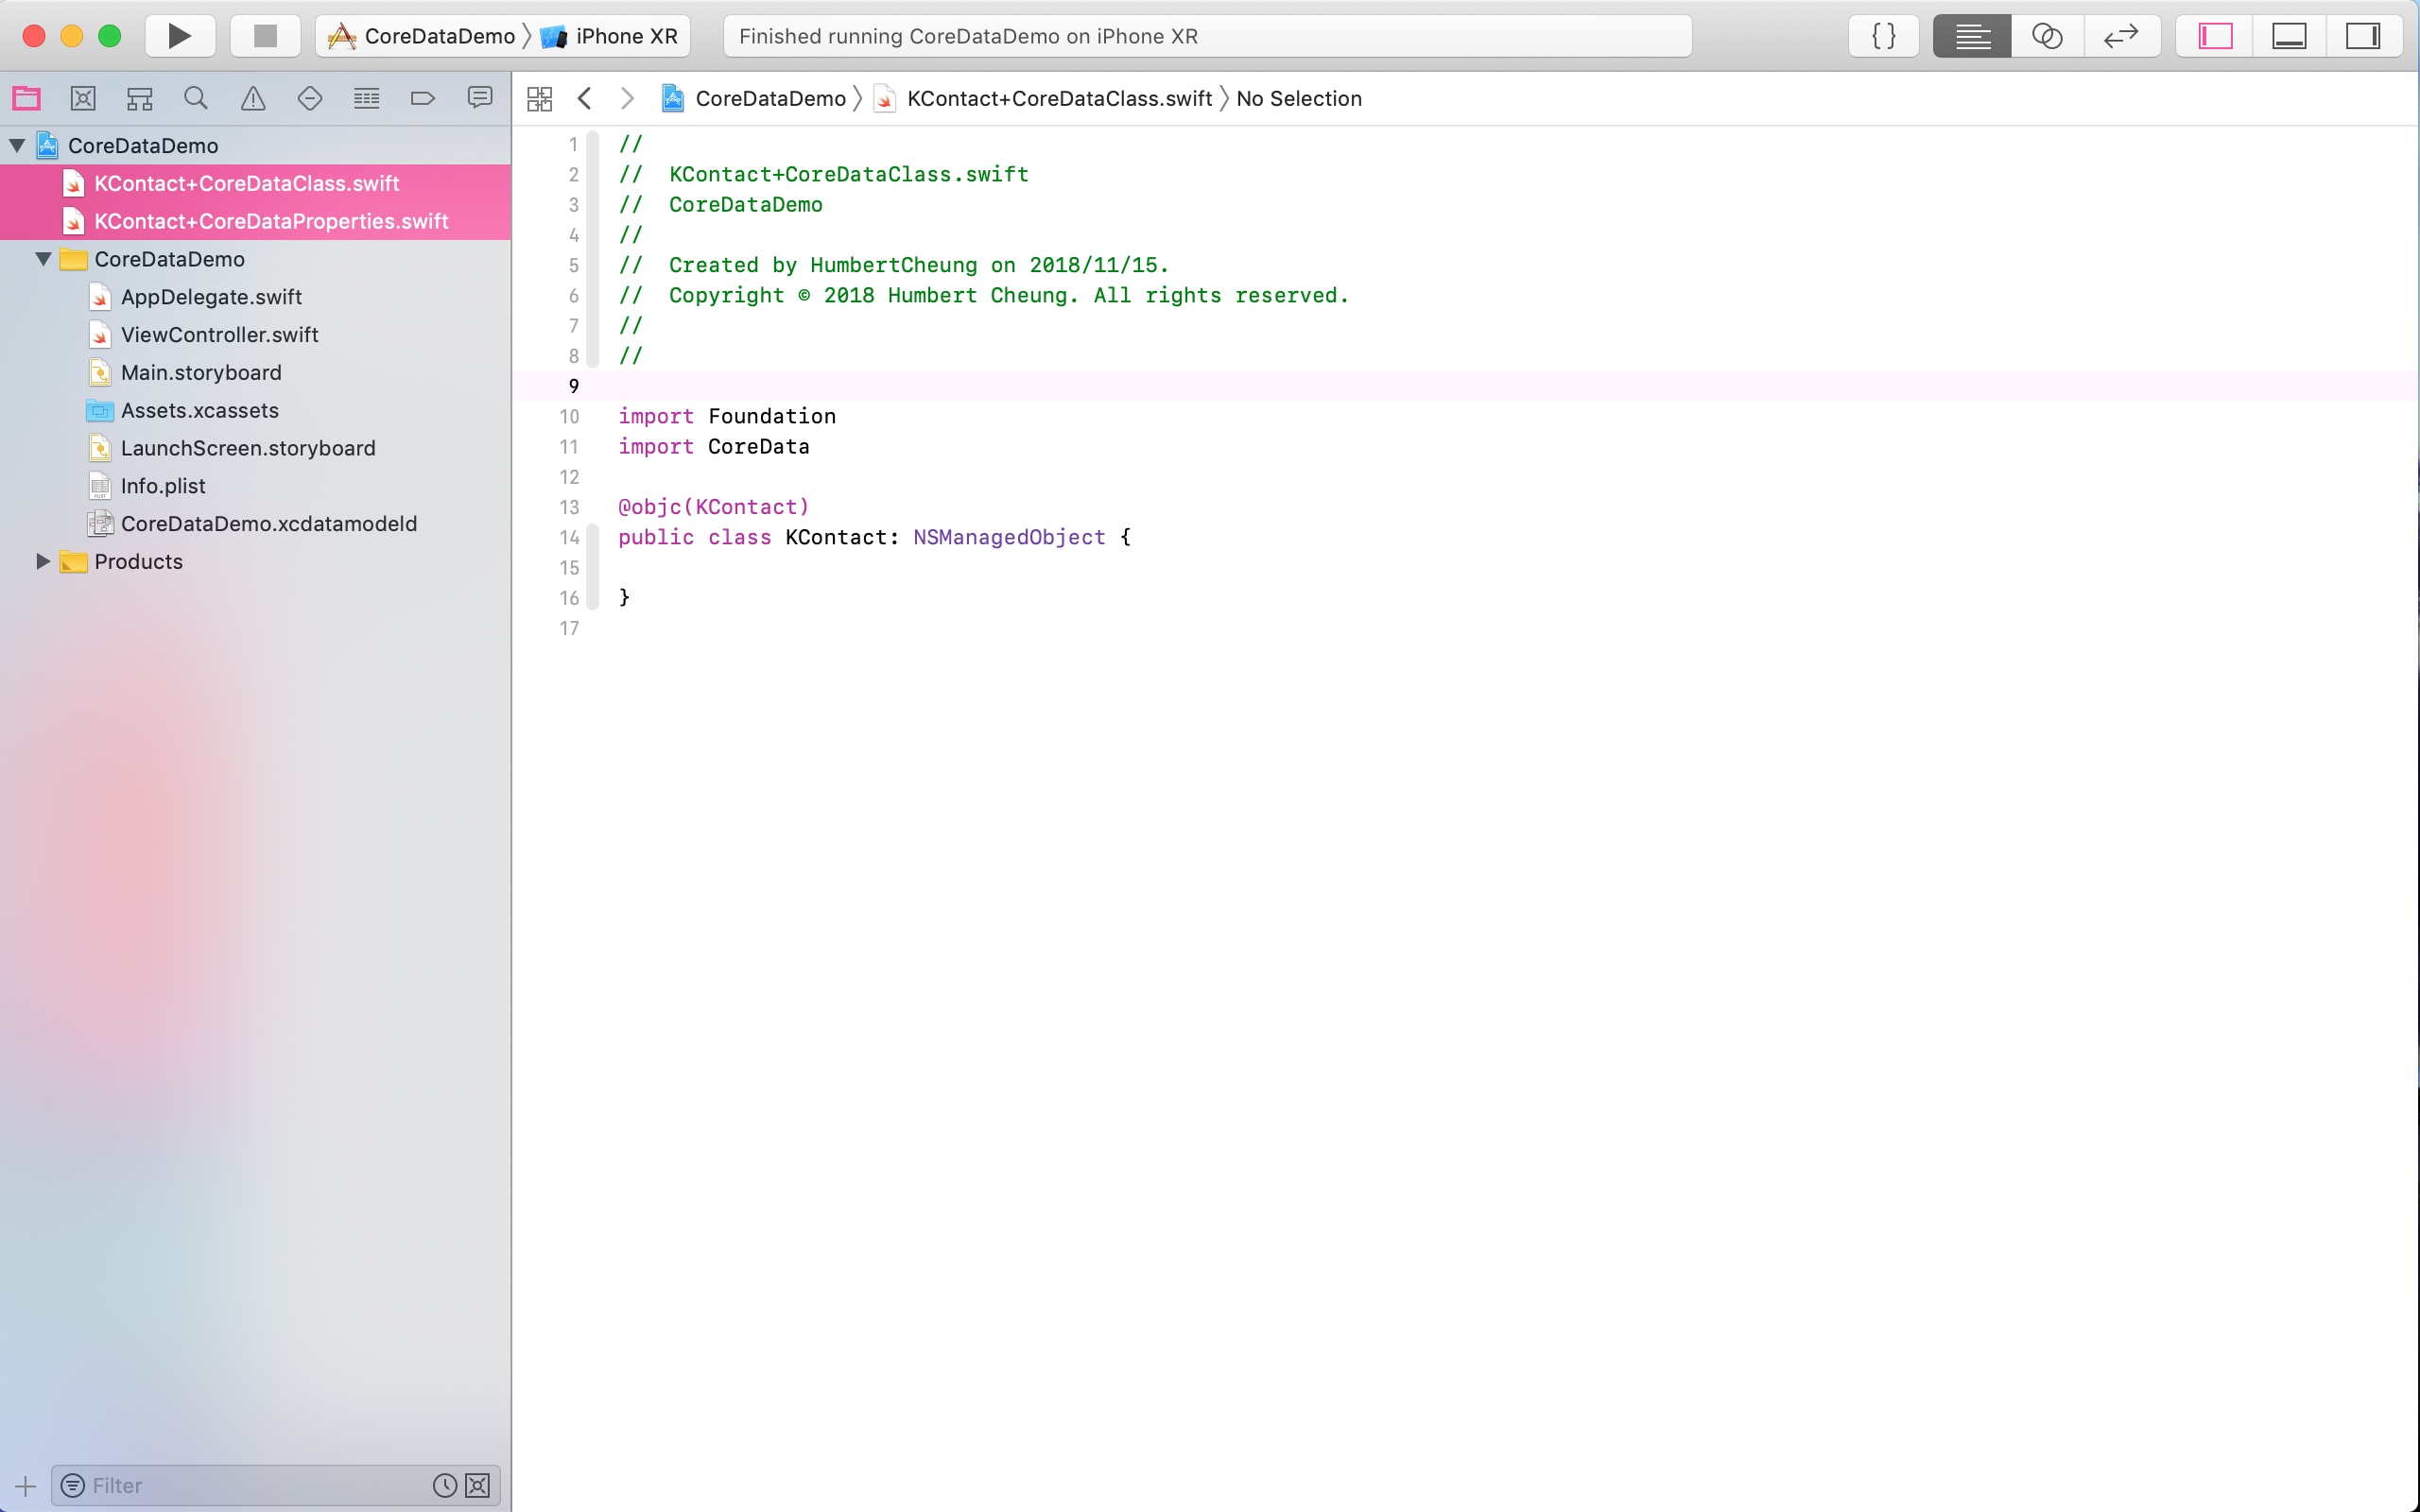 CoreDataDemo 〉 iPhone XR
Finished running CoreDataDemo on iPhone XR
{ }
CoreDataDemo 〉 KContact+CoreDataClass.swift 〉 No Selection
CoreDataDemo
KContact+CoreDataClass.swift
KContact+CoreDataProperties.swift
CoreDataDemo
AppDelegate.swift
ViewController.swift
Main.storyboard
Assets.xcassets
LaunchScreen.storyboard
Info.plist
CoreDataDemo.xcdatamodeld
Products
Filter
1 //
2 //  KContact+CoreDataClass.swift
3 //  CoreDataDemo
4 //
5 //  Created by HumbertCheung on 2018/11/15.
6 //  Copyright © 2018 Humbert Cheung. All rights reserved.
7 //
8 //
9
10 import Foundation
11 import CoreData
12
13 @objc(KContact)
14 public class KContact: NSManagedObject {
15
16 }
17